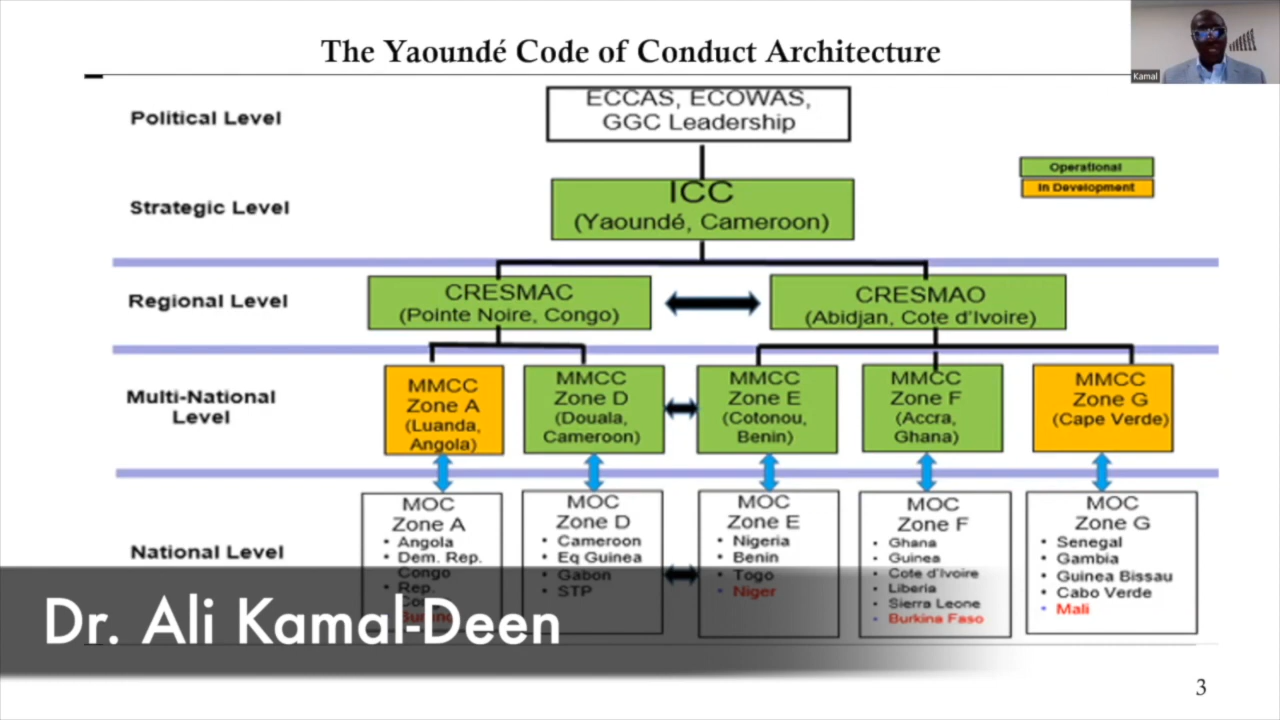 The Yaoundé Code of Conduct Architecture
Kamal
Political Level
ECCAS, ECOWAS,
GGC Leadership
Operational
In Development
Strategic Level
ICC
(Yaoundé, Cameroon)
Regional Level
CRESMAC
(Pointe Noire, Congo)
CRESMAO
(Abidjan, Cote d'Ivoire)
Multi-National
Level
MMCC
Zone A
(Luanda,
Angola)
MMCC
Zone D
(Douala,
Cameroon)
MMCC
Zone E
(Cotonou,
Benin)
MMCC
Zone F
(Accra,
Ghana)
MMCC
Zone G
(Cape Verde)
National Level
MOC
Zone A
• Angola
• Dem. Rep.
Congo
• Rep.
MOC
Zone D
• Cameroon
• Eq Guinea
• Gabon
• STP
MOC
Zone E
• Nigeria
• Benin
• Togo
• Niger
MOC
Zone F
• Ghana
• Guinea
• Cote d'Ivoire
• Liberia
• Sierra Leone
• Burkina Faso
MOC
Zone G
• Senegal
• Gambia
• Guinea Bissau
• Cabo Verde
• Mali
Dr. Ali Kamal-Deen
3